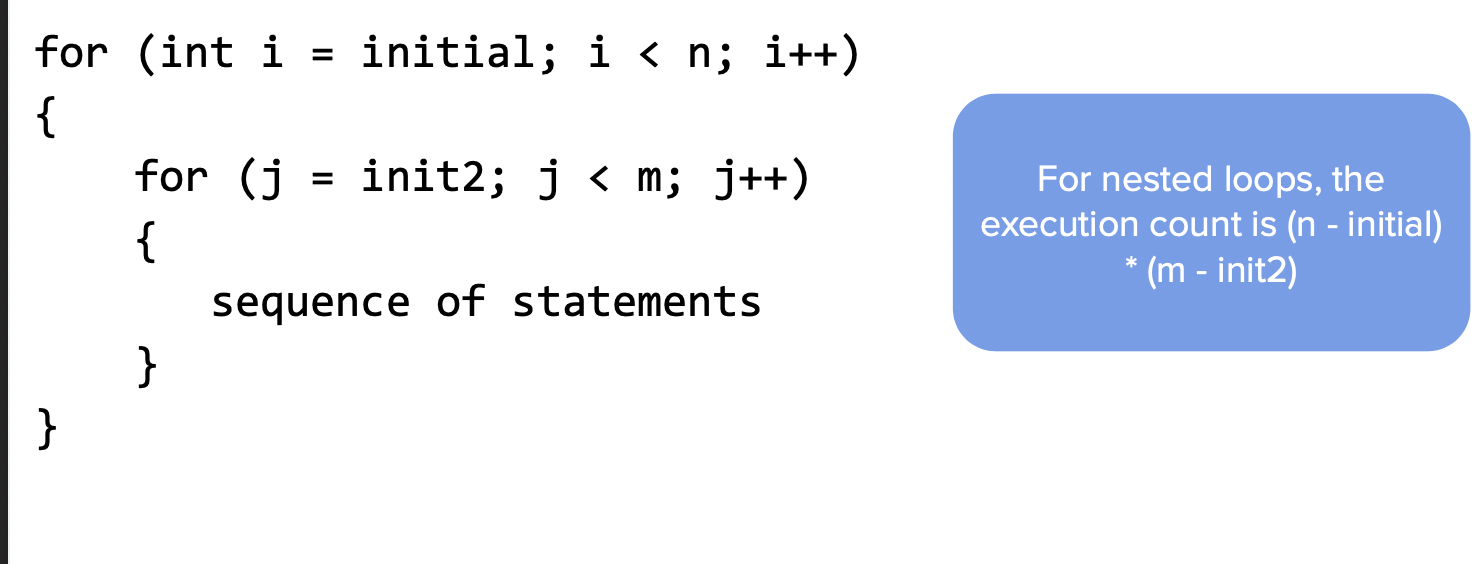 for (int i = initial; i < n; i++)
{
    for (j = init2; j < m; j++)
    {
       sequence of statements
    }
}
For nested loops, the
execution count is (n - initial)
* (m - init2)